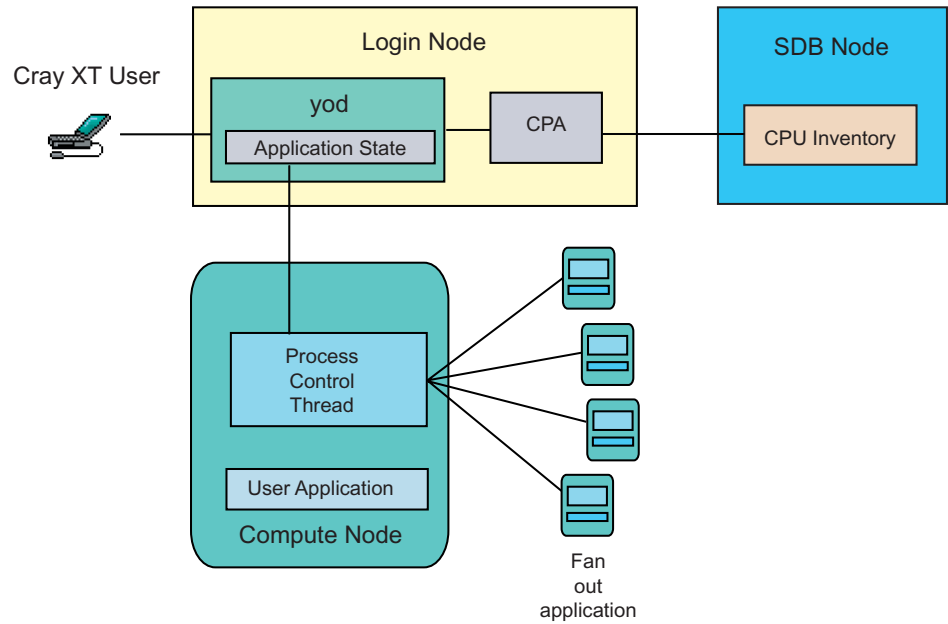 Login Node
SDB Node
Cray XT User
yod
CPA
Application State
CPU Inventory
Process
Control
Thread
User Application
Compute Node
Fan
out
application